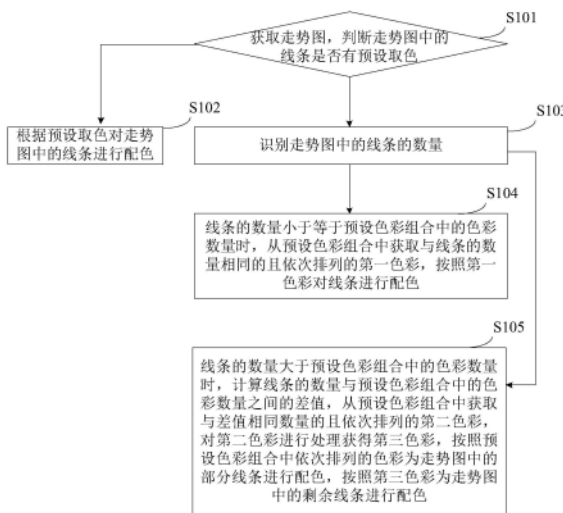 S101
获取走势图，判断走势图中的
线条是否有预设取色
S102
根据预设取色对走势
图中的线条进行配色
S103
识别走势图中的线条的数量
S104
线条的数量小于等于预设色彩组合中的色彩
数量时，从预设色彩组合中获取与线条的数
量相同的且依次排列的第一色彩，按照第一
色彩对线条进行配色
S105
线条的数量大于预设色彩组合中的色彩数量
时，计算线条的数量与预设色彩组合中的色
彩数量之间的差值，从预设色彩组合中获取
与差值相同数量的且依次排列的第二色彩，
对第二色彩进行处理获得第三色彩，按照预
设色彩组合中依次排列的色彩为走势图中的
部分线条进行配色，按照第三色彩为走势图
中的剩余线条进行配色